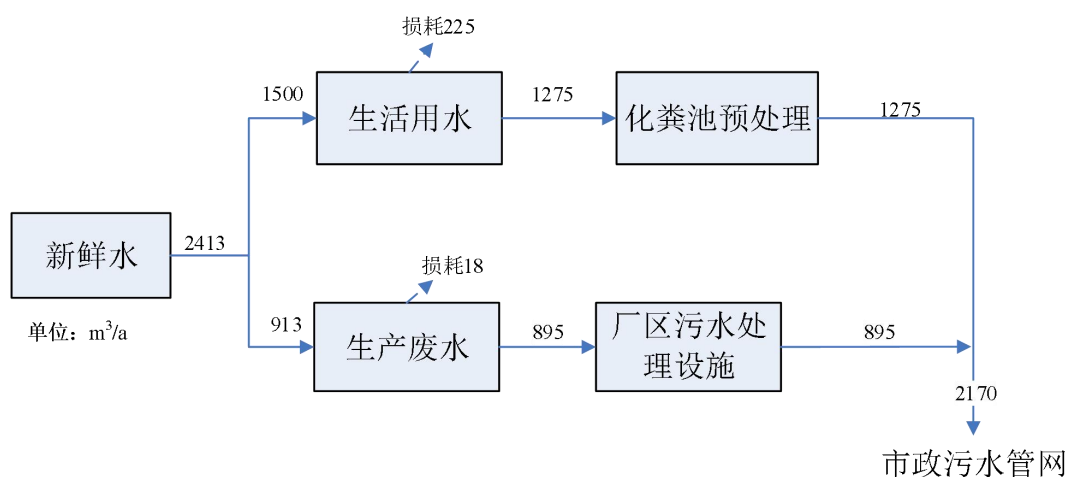 损耗225
1500
生活用水
1275
化粪池预处理
1275
新鲜水
2413
单位：m³/a
损耗18
913
生产废水
895
厂区污水处
理设施
895
2170
市政污水管网